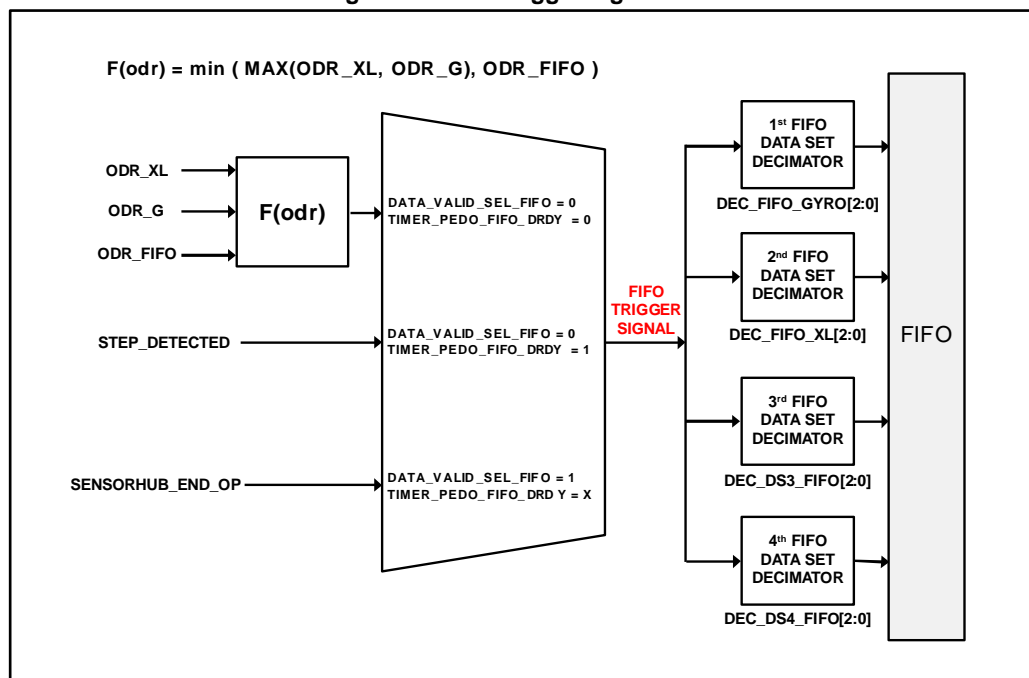 F(odr) = min ( MAX(ODR_XL, ODR_G), ODR_FIFO )
ODR_XL
ODR_G
ODR_FIFO
F(odr)
DATA_VALID_SEL_FIFO = 0
TIMER_PEDO_FIFO_DRDY = 0
STEP_DETECTED
DATA_VALID_SEL_FIFO = 0
TIMER_PEDO_FIFO_DRDY = 1
SENSORHUB_END_OP
DATA_VALID_SEL_FIFO = 1
TIMER_PEDO_FIFO_DRD Y = X
FIFO
TRIGGER
SIGNAL
1st FIFO
DATA SET
DECIMATOR
DEC_FIFO_GYRO[2:0]
2nd FIFO
DATA SET
DECIMATOR
DEC_FIFO_XL[2:0]
3rd FIFO
DATA SET
DECIMATOR
DEC_DS3_FIFO[2:0]
4th FIFO
DATA SET
DECIMATOR
DEC_DS4_FIFO[2:0]
FIFO